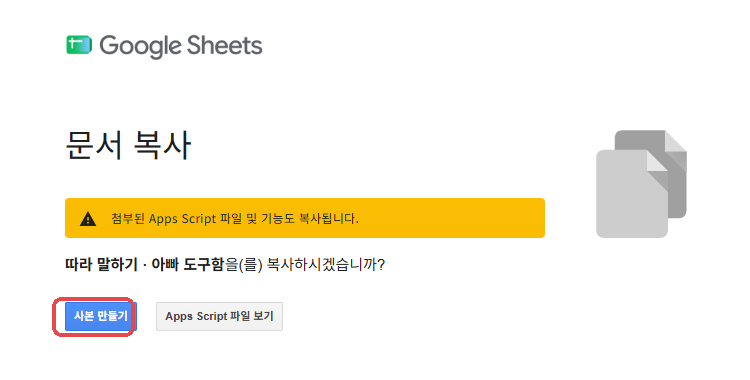 Google Sheets
문서 복사
첨부된 Apps Script 파일 및 기능도 복사됩니다.
따라 말하기 · 아빠 도구함을(를) 복사하시겠습니까?
사본 만들기
Apps Script 파일 보기